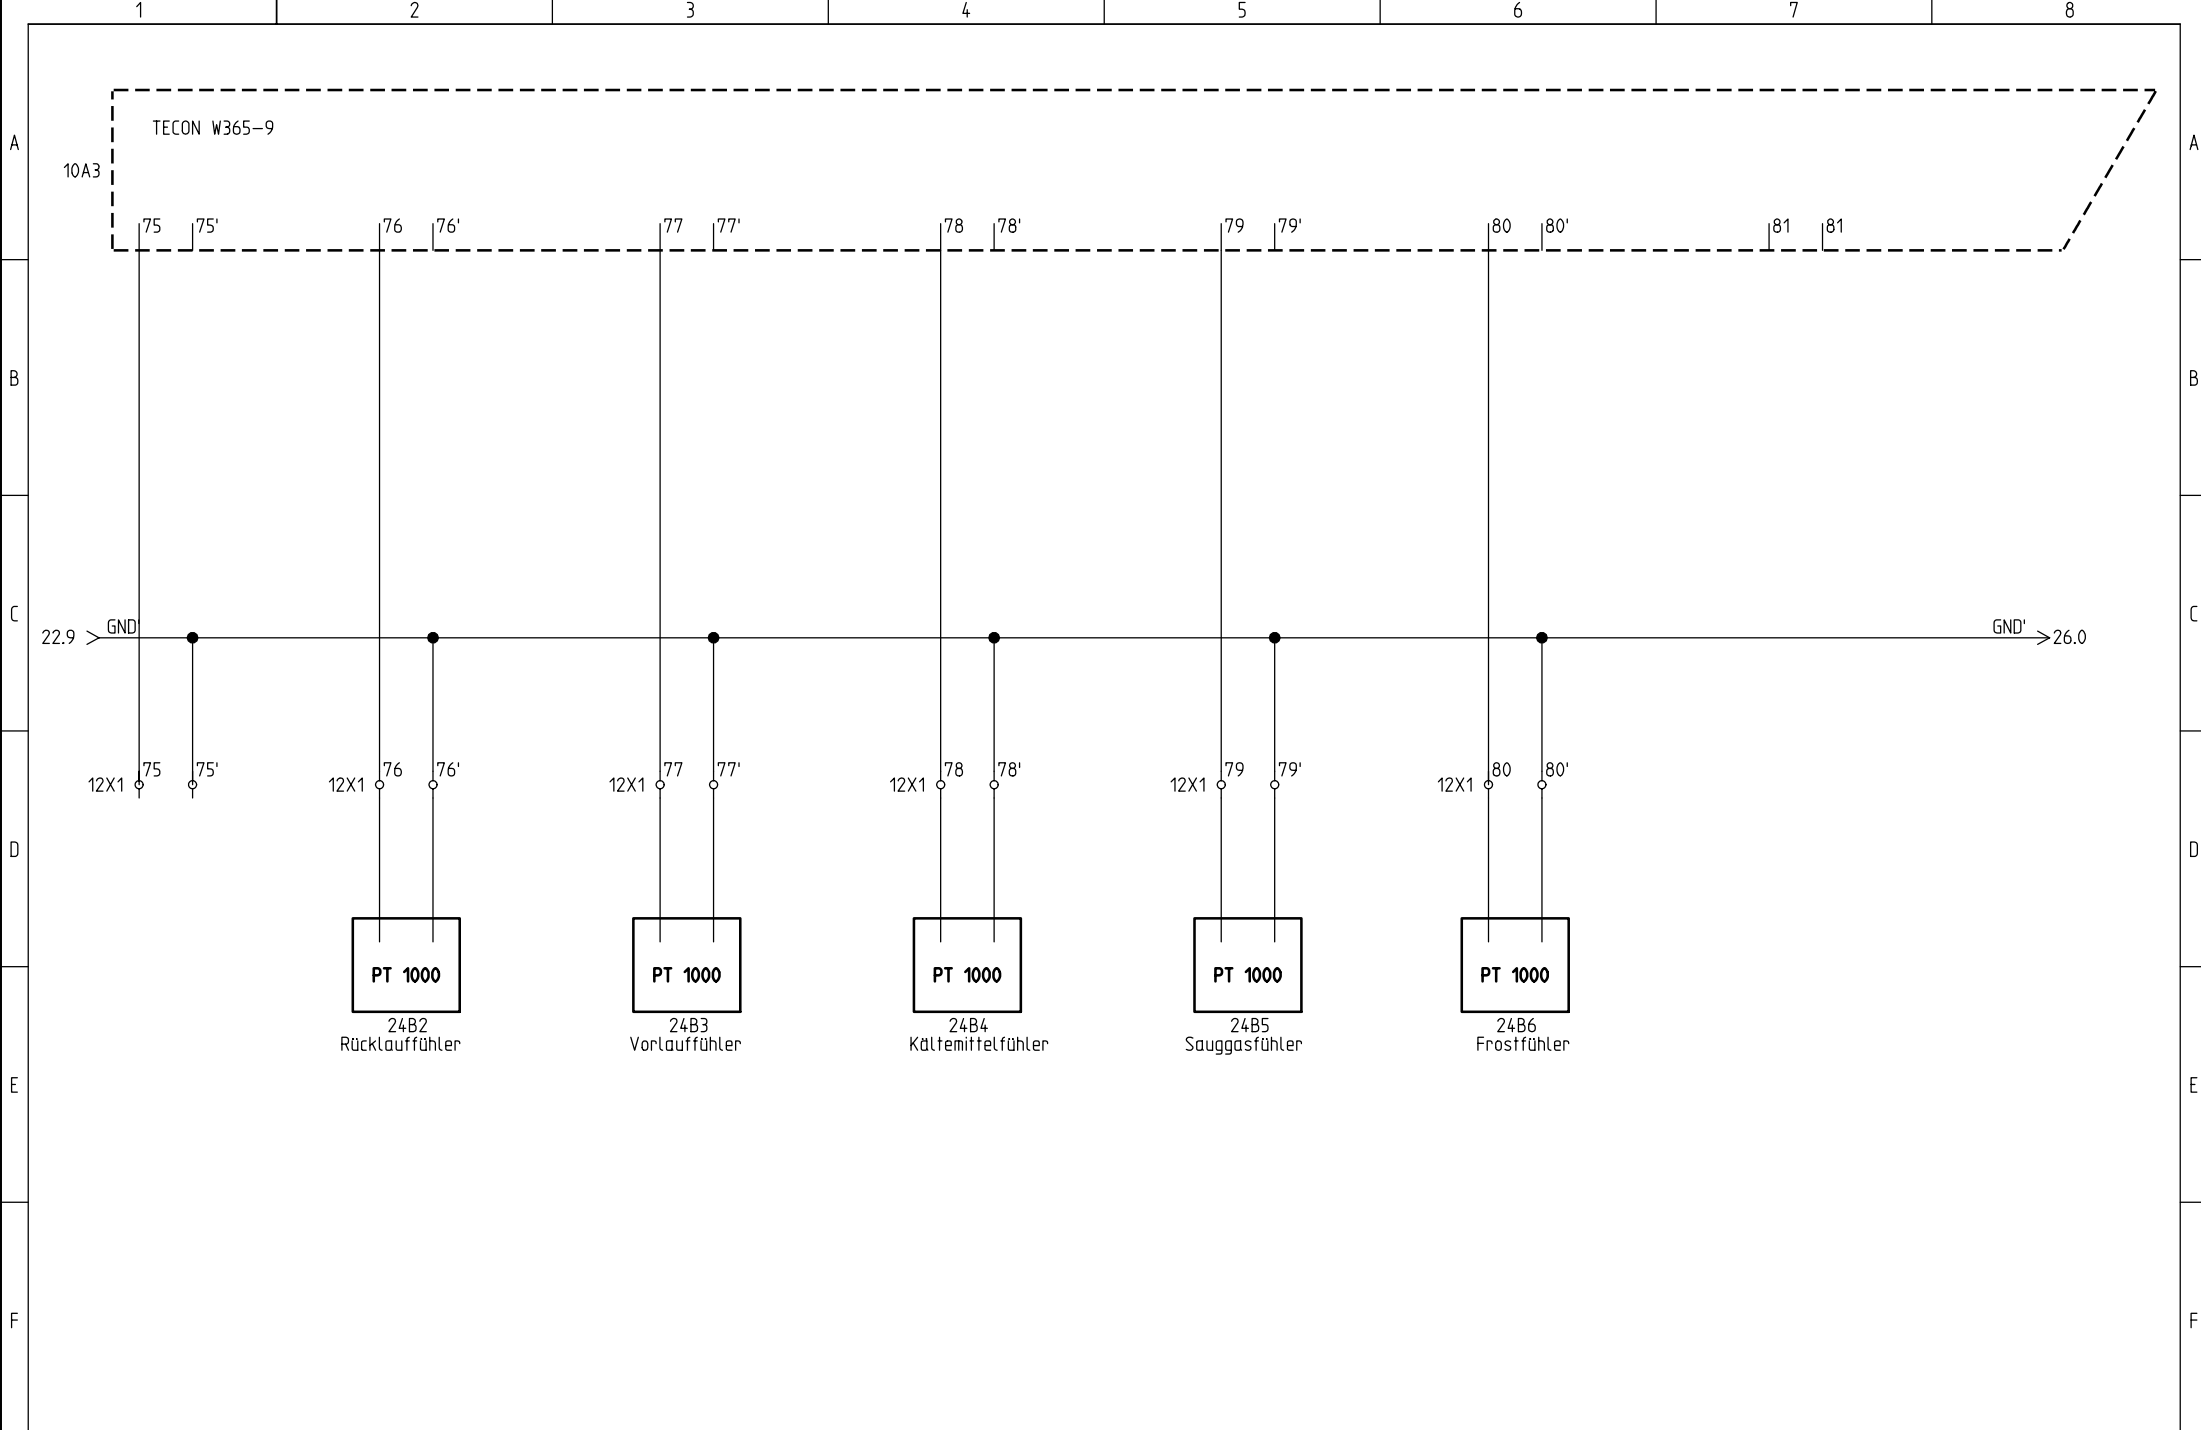 1 2 3 4 5 6 7 8
TECON W365-9
A A
10A3
75 75' 76 76' 77 77' 78 78' 79 79' 80 80' 81 81
B B
C C
GND' GND'
22.9 26.0
75 75' 76 76' 77 77' 78 78' 79 79' 80 80'
12X1 12X1 12X1 12X1 12X1 12X1
D D
PT 1000 PT 1000 PT 1000 PT 1000 PT 1000
24B2 24B3 24B4 24B5 24B6
Rücklauffühler Vorlauffühler Kältemittelfühler Sauggasfühler Frostfühler
E E
F F